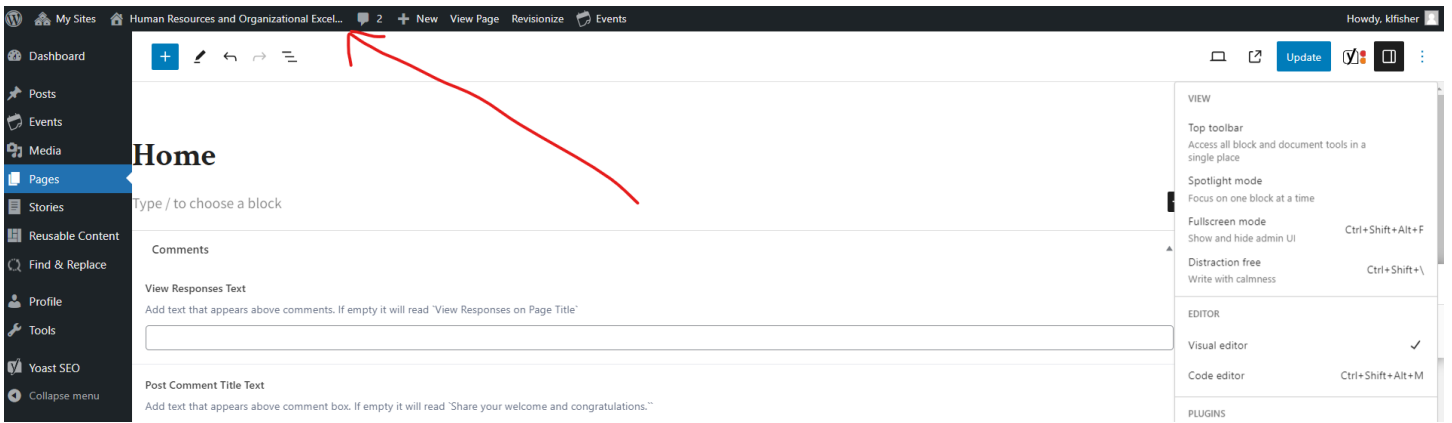 My Sites Human Resources and Organizational Excel... 2 New View Page Revisionize Events Howdy, klfisher
Dashboard
Posts
Events
Media
Pages
Stories
Reusable Content
Find & Replace
Profile
Tools
Yoast SEO
Collapse menu
Update
Home
Type / to choose a block
Comments
View Responses Text
Add text that appears above comments. If empty it will read `View Responses on Page Title`
Post Comment Title Text
Add text that appears above comment box. If empty it will read `Share your welcome and congratulations.``
VIEW
Top toolbar
Access all block and document tools in a
single place
Spotlight mode
Focus on one block at a time
Fullscreen mode Ctrl+Shift+Alt+F
Show and hide admin UI
Distraction free Ctrl+Shift+\
Write with calmness
EDITOR
Visual editor
Code editor Ctrl+Shift+Alt+M
PLUGINS